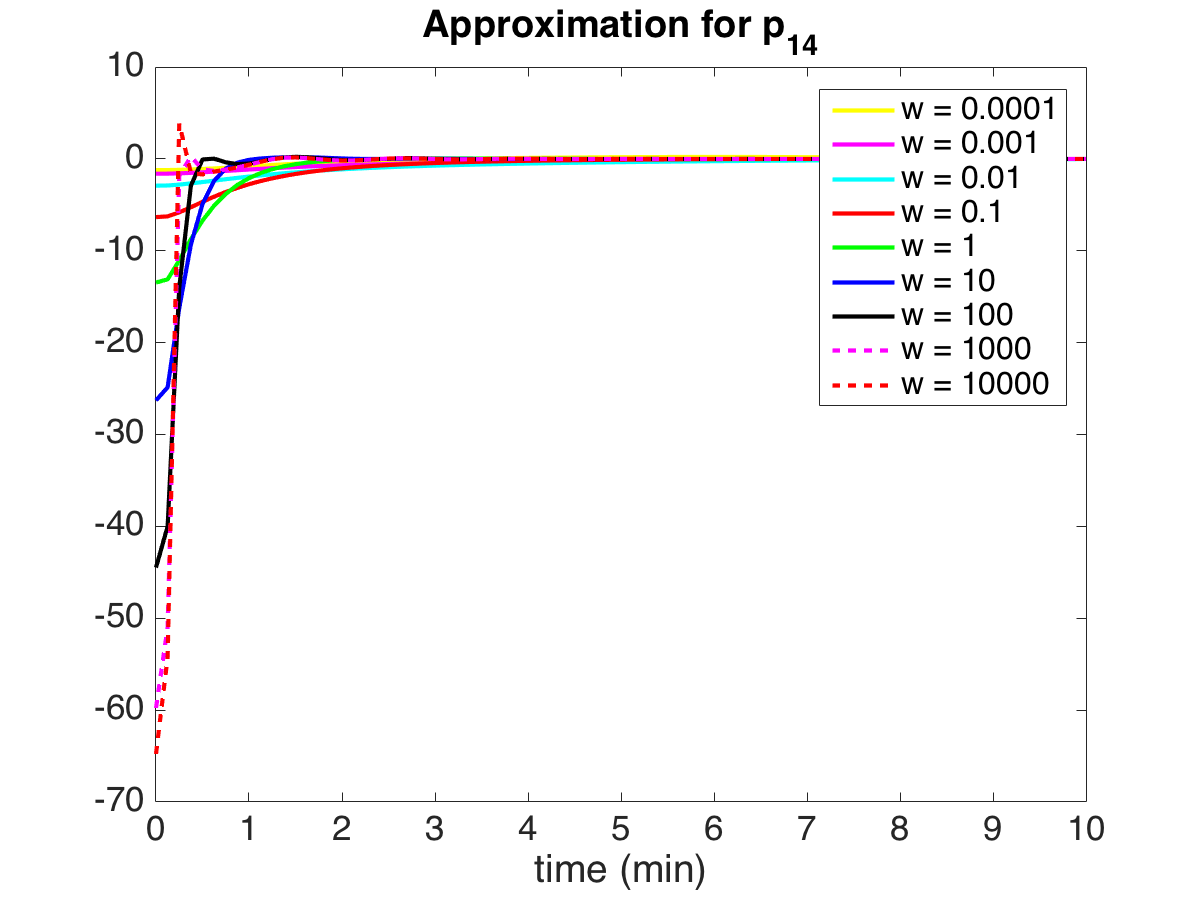 Approximation for p14
10
0
-10
-20
-30
-40
-50
-60
-70
w = 0.0001
w = 0.001
w = 0.01
w = 0.1
w = 1
w = 10
w = 100
w = 1000
w = 10000
0 1 2 3 4 5 6 7 8 9 10
time (min)